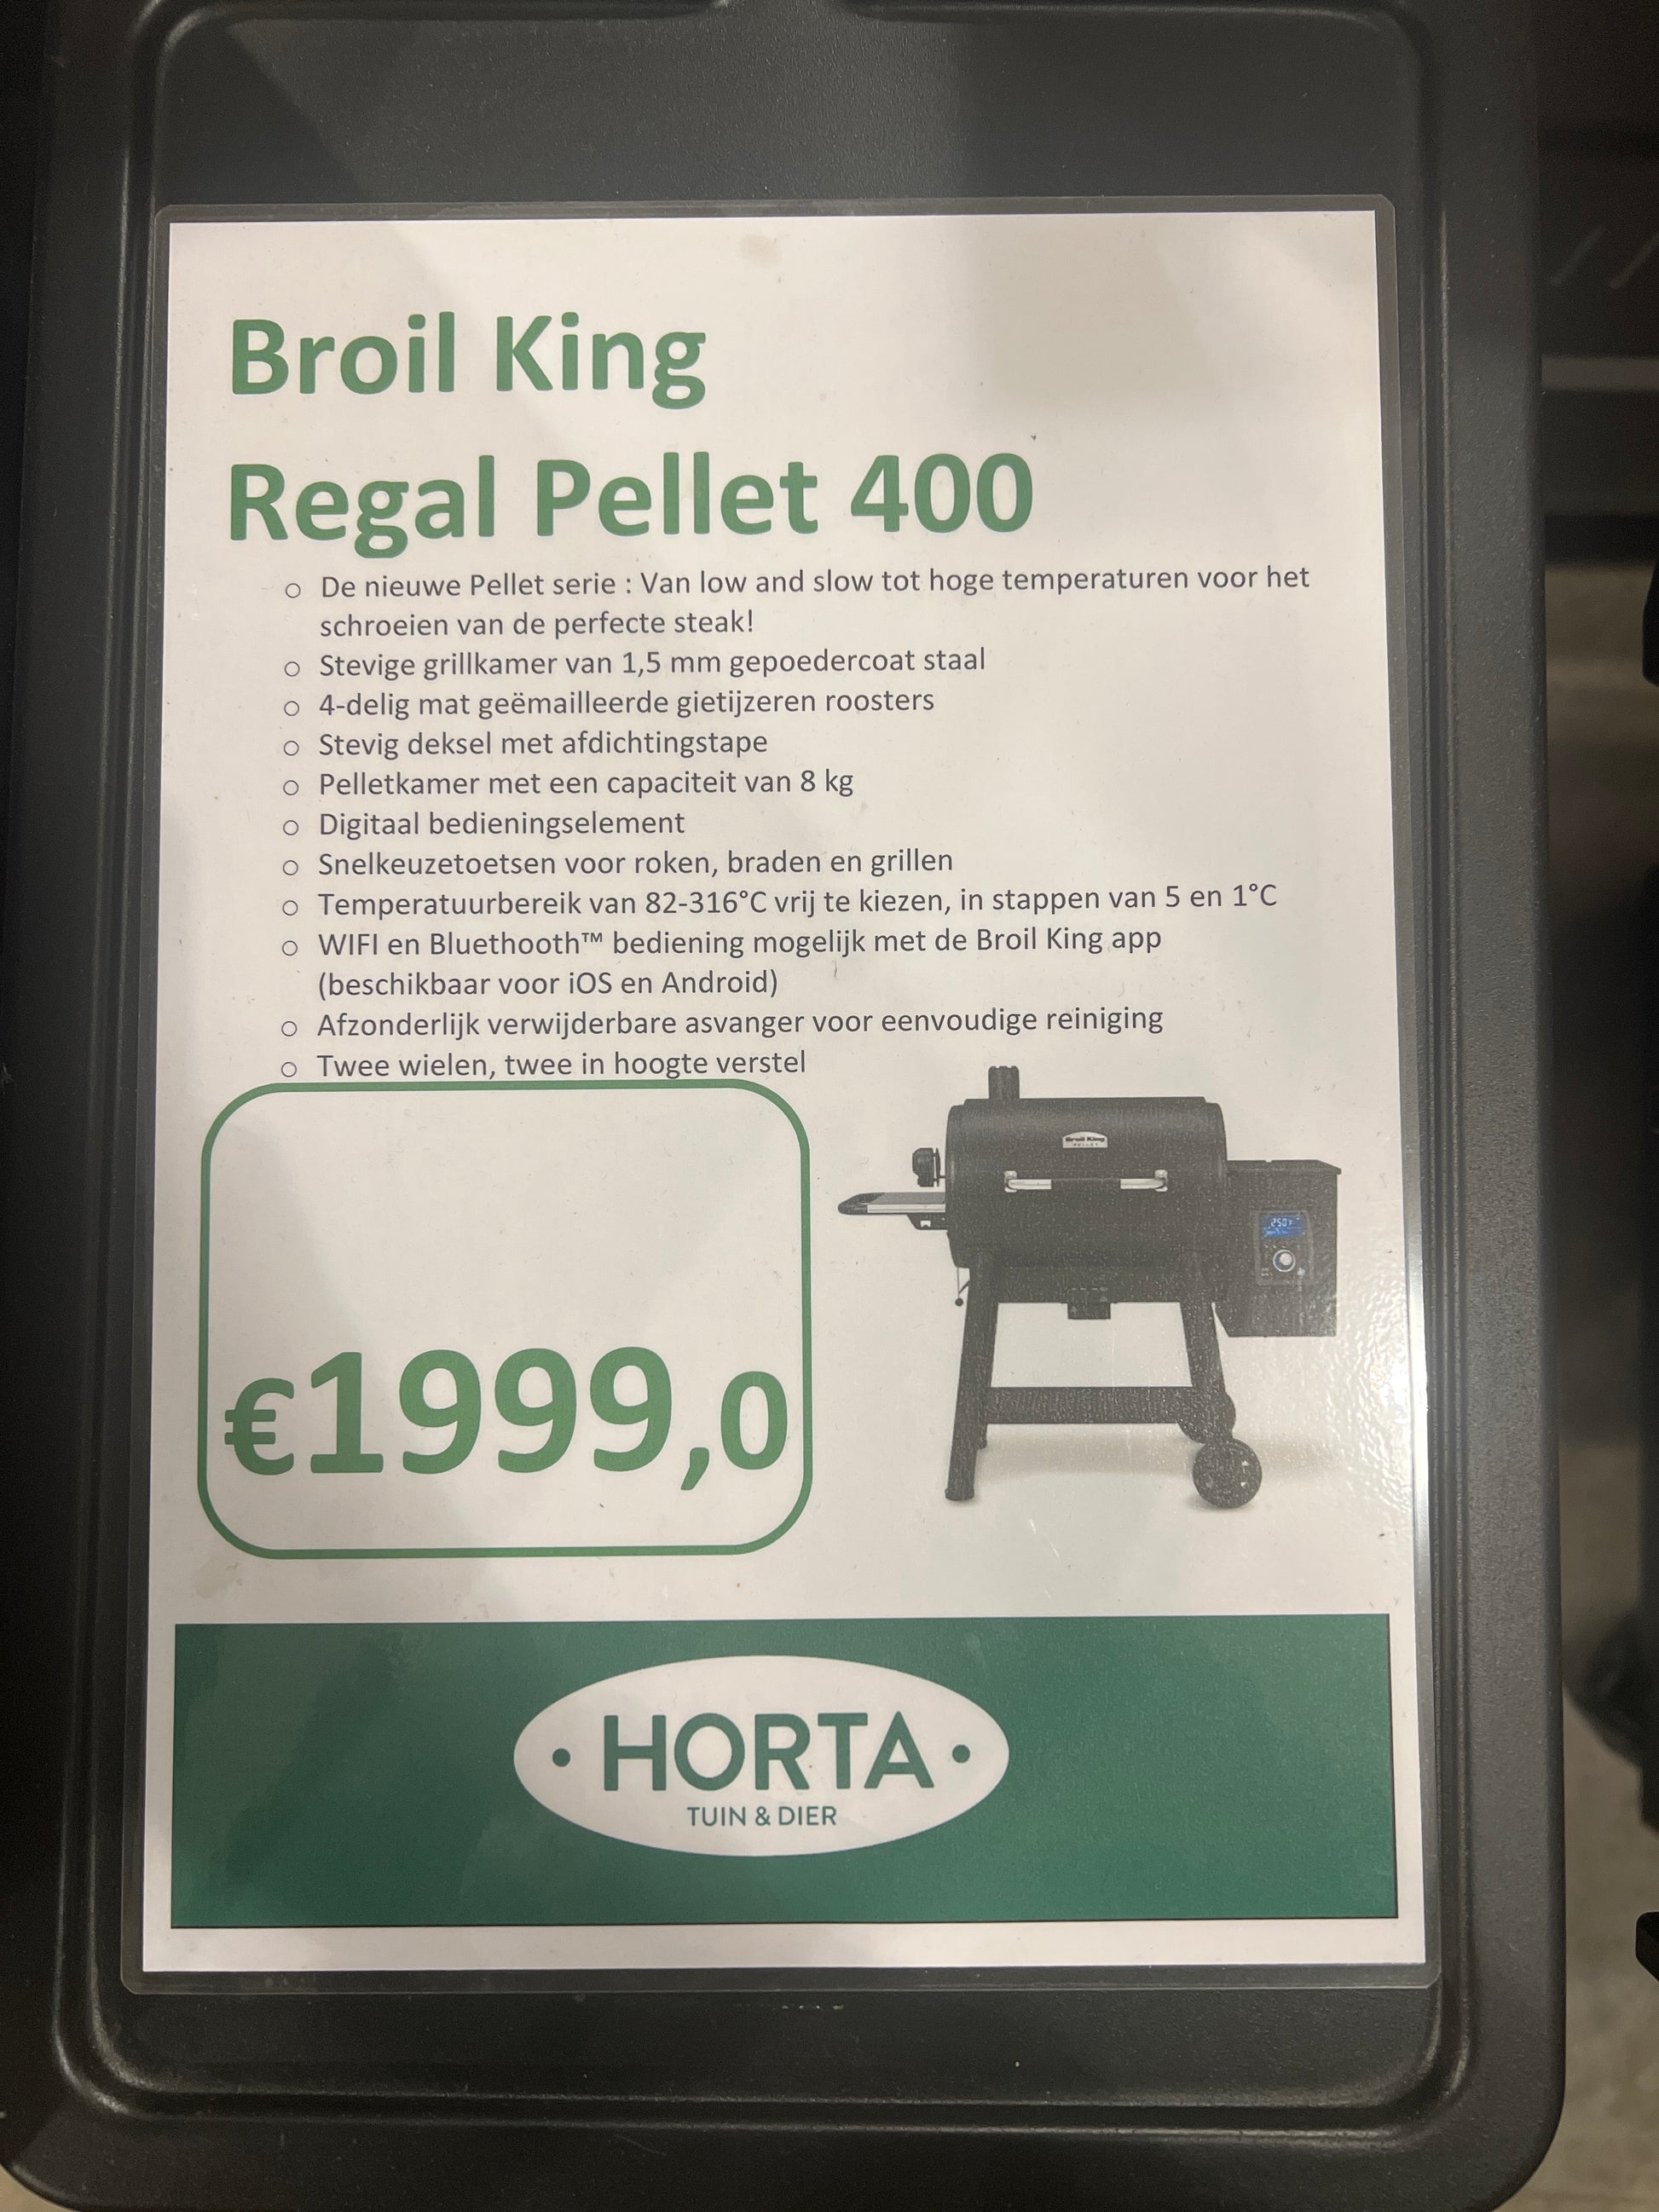 Broil King
Regal Pellet 400
○ De nieuwe Pellet serie : Van low and slow tot hoge temperaturen voor het
schroeien van de perfecte steak!
○ Stevige grillkamer van 1,5 mm gepoedercoat staal
○ 4-delig mat geëmailleerde gietijzeren roosters
○ Stevig deksel met afdichtingstape
○ Pelletkamer met een capaciteit van 8 kg
○ Digitaal bedieningselement
○ Snelkeuzetoetsen voor roken, braden en grillen
○ Temperatuurbereik van 82-316°C vrij te kiezen, in stappen van 5 en 1°C
○ WIFI en Bluethooth™ bediening mogelijk met de Broil King app
(beschikbaar voor iOS en Android)
○ Afzonderlijk verwijderbare asvanger voor eenvoudige reiniging
○ Twee wielen, twee in hoogte verstel
Broil King
PELLET
€1999,0
• HORTA •
TUIN & DIER